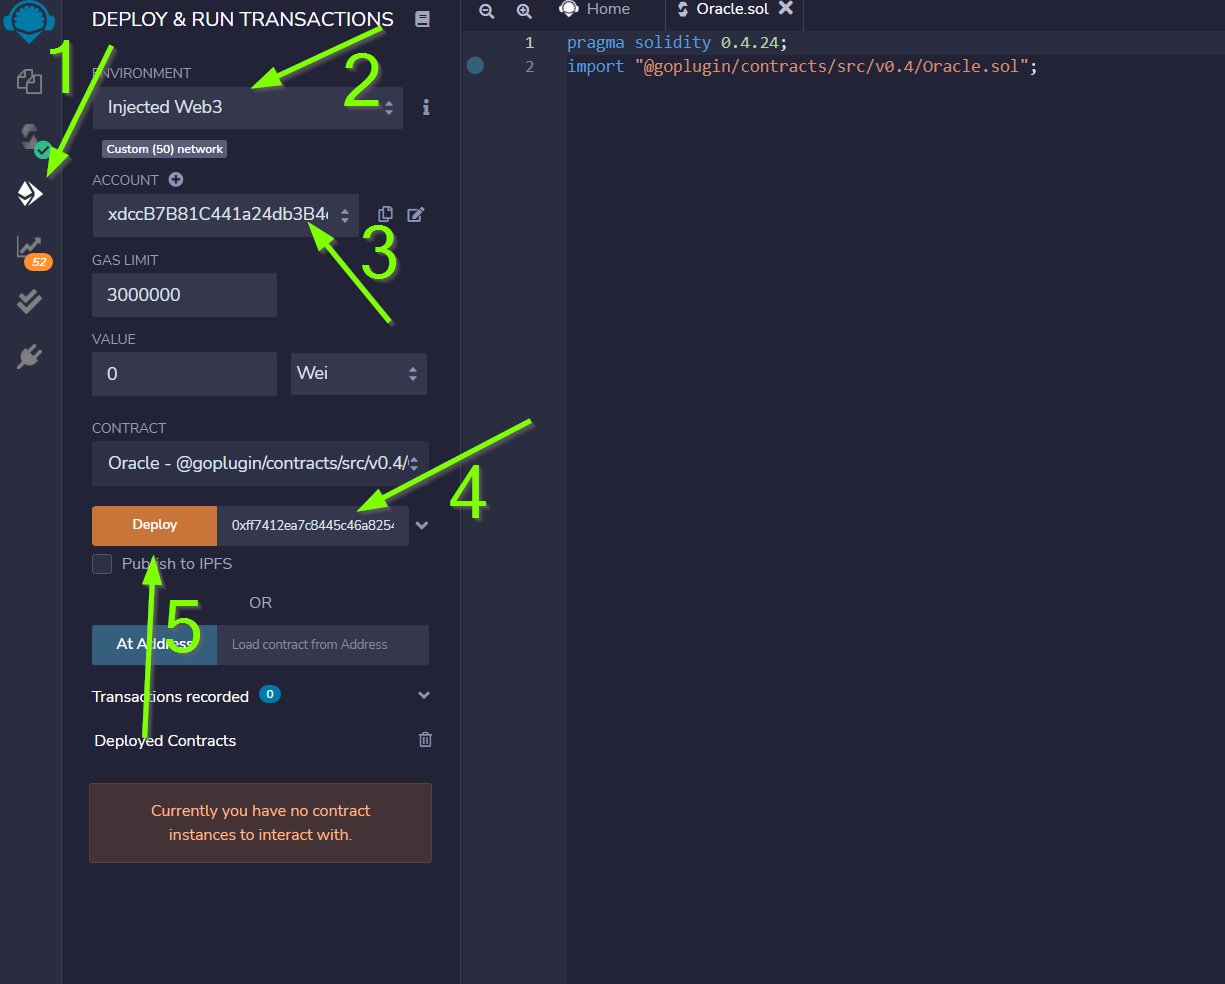 DEPLOY & RUN TRANSACTIONS
1
ENVIRONMENT
2
Injected Web3
Custom (50) network
ACCOUNT
xdccB7B81C441a24db3B4
3
GAS LIMIT
3000000
VALUE
0
Wei
CONTRACT
Oracle - @goplugin/contracts/src/v0.4/
4
Deploy
0xff7412ea7c8445c46a8254
Publish to IPFS
OR
5
At Address
Load contract from Address
Transactions recorded 0
Deployed Contracts
Currently you have no contract
instances to interact with.
52
Home
Oracle.sol
1 pragma solidity 0.4.24;
2 import "@goplugin/contracts/src/v0.4/Oracle.sol";